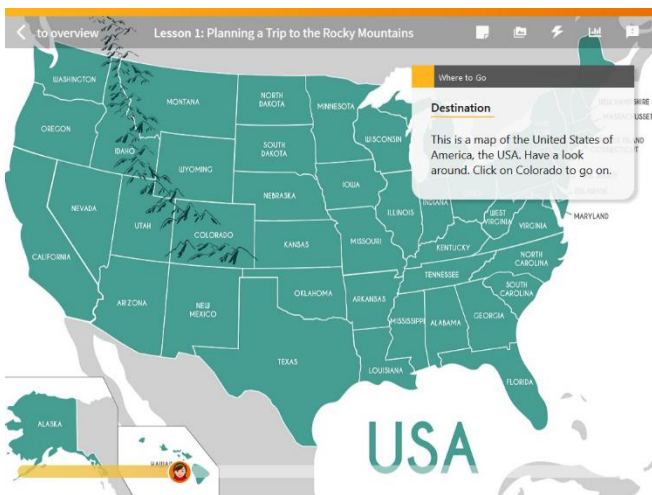 to overview
Lesson 1: Planning a Trip to the Rocky Mountains
Where to Go
Destination
This is a map of the United States of
America, the USA. Have a look
around. Click on Colorado to go on.
WASHINGTON
MONTANA
NORTH
DAKOTA
MINNESOTA
OREGON
IDAHO
WYOMING
SOUTH
DAKOTA
WISCONSIN
NEBRASKA
IOWA
ILLINOIS
INDIANA
NEVADA
UTAH
COLORADO
KANSAS
MISSOURI
KENTUCKY
WEST
VIRGINIA
VIRGINIA
MARYLAND
CALIFORNIA
ARIZONA
NEW
MEXICO
OKLAHOMA
ARKANSAS
TENNESSEE
NORTH
CAROLINA
SOUTH
CAROLINA
MISSISSIPPI
ALABAMA
GEORGIA
TEXAS
LOUISIANA
FLORIDA
ALASKA
USA